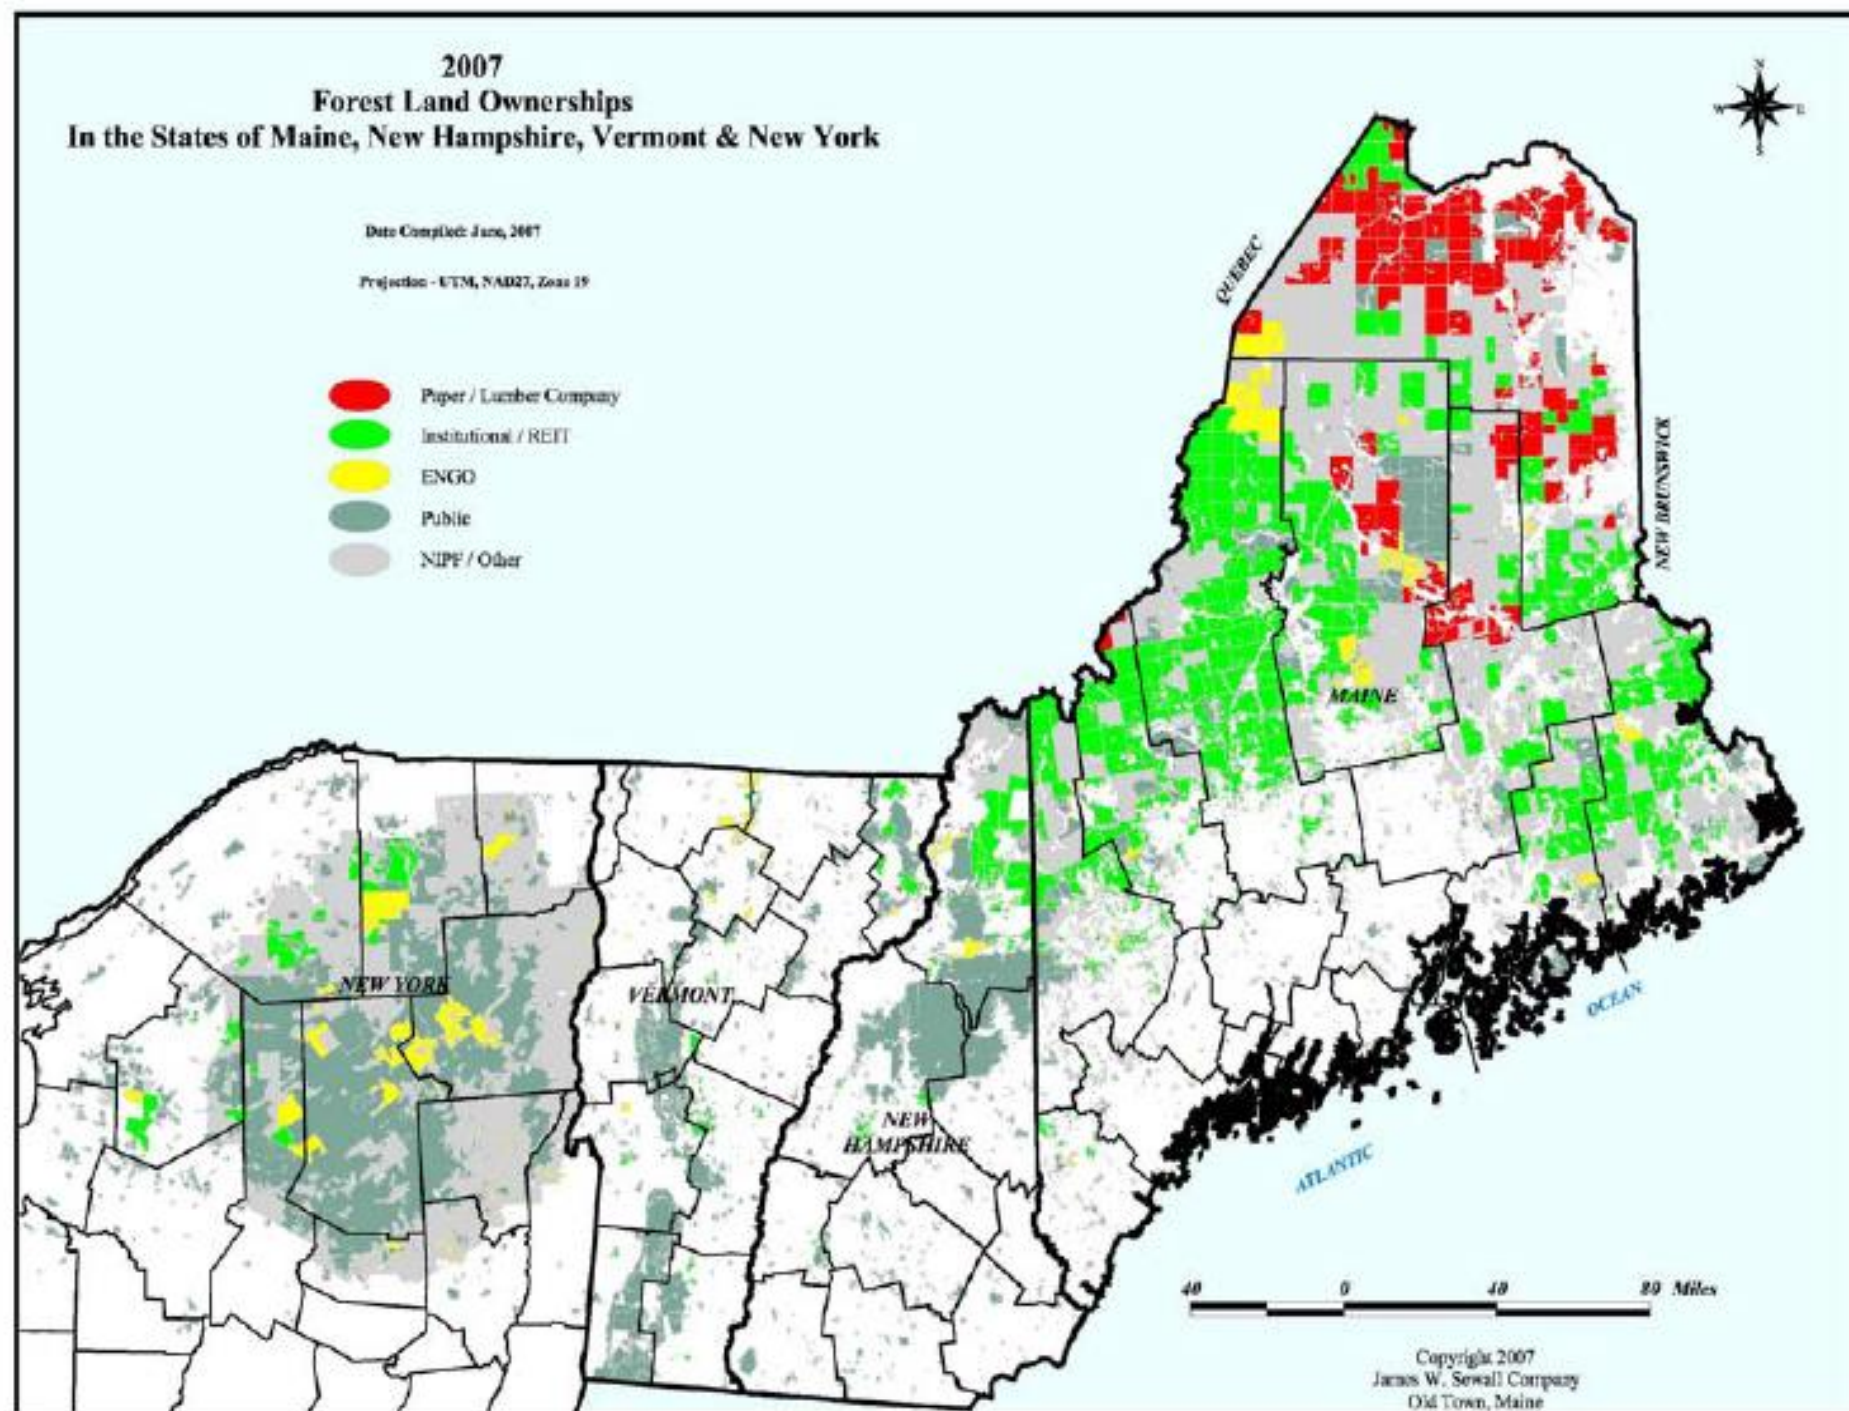 2007
Forest Land Ownerships
In the States of Maine, New Hampshire, Vermont & New York
Date Compiled: June, 2007
Projection - UTM, NAD27, Zone 19
Paper / Lumber Company
Institutional / REIT
ENGO
Public
NIPF / Other
N
W
E
S
QUEBEC
NEW BRUNSWICK
MAINE
NEW YORK
VERMONT
NEW
HAMPSHIRE
OCEAN
ATLANTIC
40 0 40 80 Miles
Copyright 2007
James W. Sewall Company
Old Town, Maine